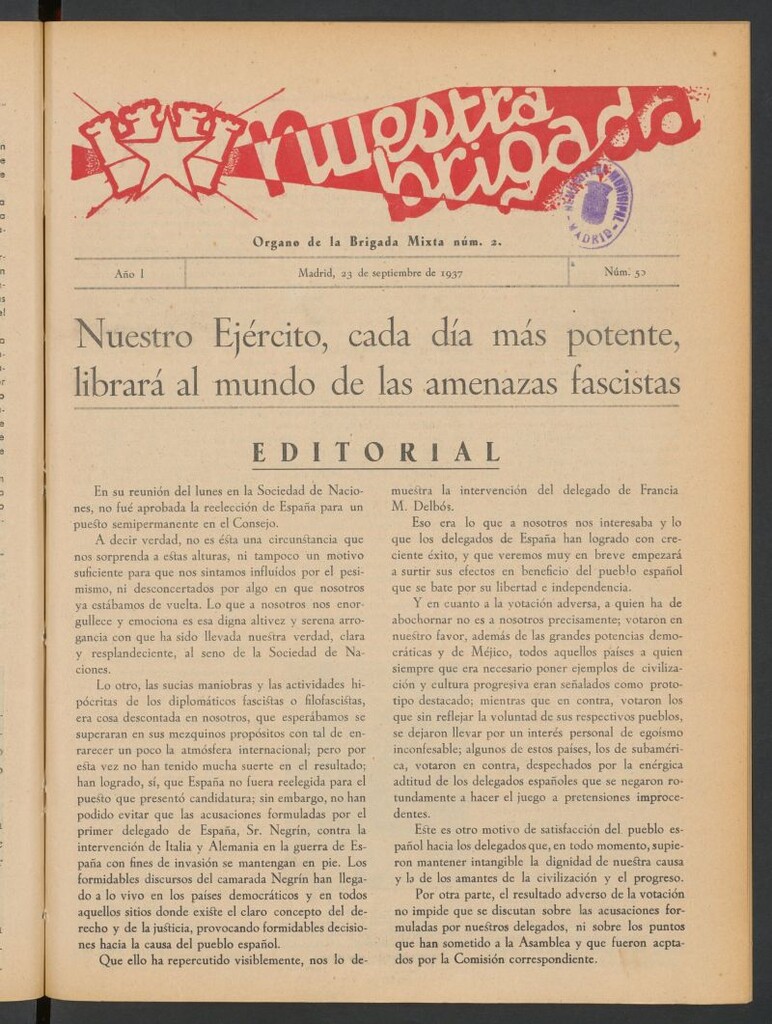 nuestra
brigada
HEMEROTECA MUNICIPAL
MADRID
Organo de la Brigada Mixta núm. 2.
Año I
Madrid, 23 de septiembre de 1937
Núm. 50
Nuestro Ejército, cada día más potente,
librará al mundo de las amenazas fascistas
EDITORIAL
En su reunión del lunes en la Sociedad de Nacio-
nes, no fué aprobada la reelección de España para un
puesto semipermanente en el Consejo.
A decir verdad, no es ésta una circunstancia que
nos sorprenda a estas alturas, ni tampoco un motivo
suficiente para que nos sintamos influídos por el pesi-
mismo, ni desconcertados por algo en que nosotros
ya estábamos de vuelta. Lo que a nosotros nos enor-
gullece y emociona es esa digna altivez y serena arro-
gancia con que ha sido llevada nuestra verdad, clara
y resplandeciente, al seno de la Sociedad de Na-
ciones.
Lo otro, las sucias maniobras y las actividades hi-
pócritas de los diplomáticos fascistas o filofascistas,
era cosa descontada en nosotros, que esperábamos se
superaran en sus mezquinos propósitos con tal de en-
rarecer un poco la atmósfera internacional; pero por
esta vez no han tenido mucha suerte en el resultado;
han logrado, sí, que España no fuera reelegida para el
puesto que presentó candidatura; sin embargo, no han
podido evitar que las acusaciones formuladas por el
primer delegado de España, Sr. Negrín, contra la
intervención de Italia y Alemania en la guerra de Es-
paña con fines de invasión se mantengan en pie. Los
formidables discursos del camarada Negrín han llega-
do a lo vivo en los países democráticos y en todos
aquellos sitios donde existe el claro concepto del de-
recho y de la justicia, provocando formidables decisio-
nes hacia la causa del pueblo español.
Que ello ha repercutido visiblemente, nos lo de-
muestra la intervención del delegado de Francia
M. Delbós.
Eso era lo que a nosotros nos interesaba y lo
que los delegados de España han logrado con cre-
ciente éxito, y que veremos muy en breve empezará
a surtir sus efectos en beneficio del pueblo español
que se bate por su libertad e independencia.
Y en cuanto a la votación adversa, a quien ha de
abochornar no es a nosotros precisamente; votaron en
nuestro favor, además de las grandes potencias demo-
cráticas y de Méjico, todos aquellos países a quien
siempre que era necesario poner ejemplos de civiliza-
ción y cultura progresiva eran señalados como proto-
tipo destacado; mientras que en contra, votaron los
que sin reflejar la voluntad de sus respectivos pueblos,
se dejaron llevar por un interés personal de egoísmo
inconfesable; algunos de estos países, los de subaméri-
ca, votaron en contra, despechados por la enérgica
adtitud de los delegados españoles que se negaron ro-
tundamente a hacer el juego a pretensiones improce-
dentes.
Este es otro motivo de satisfacción del pueblo es-
pañol hacia los delegados que, en todo momento, supie-
ron mantener intangible la dignidad de nuestra causa
y la de los amantes de la civilización y el progreso.
Por otra parte, el resultado adverso de la votación
no impide que se discutan sobre las acusaciones for-
muladas por nuestros delegados, ni sobre los puntos
que han sometido a la Asamblea y que fueron acpta-
dos por la Comisión correspondiente.